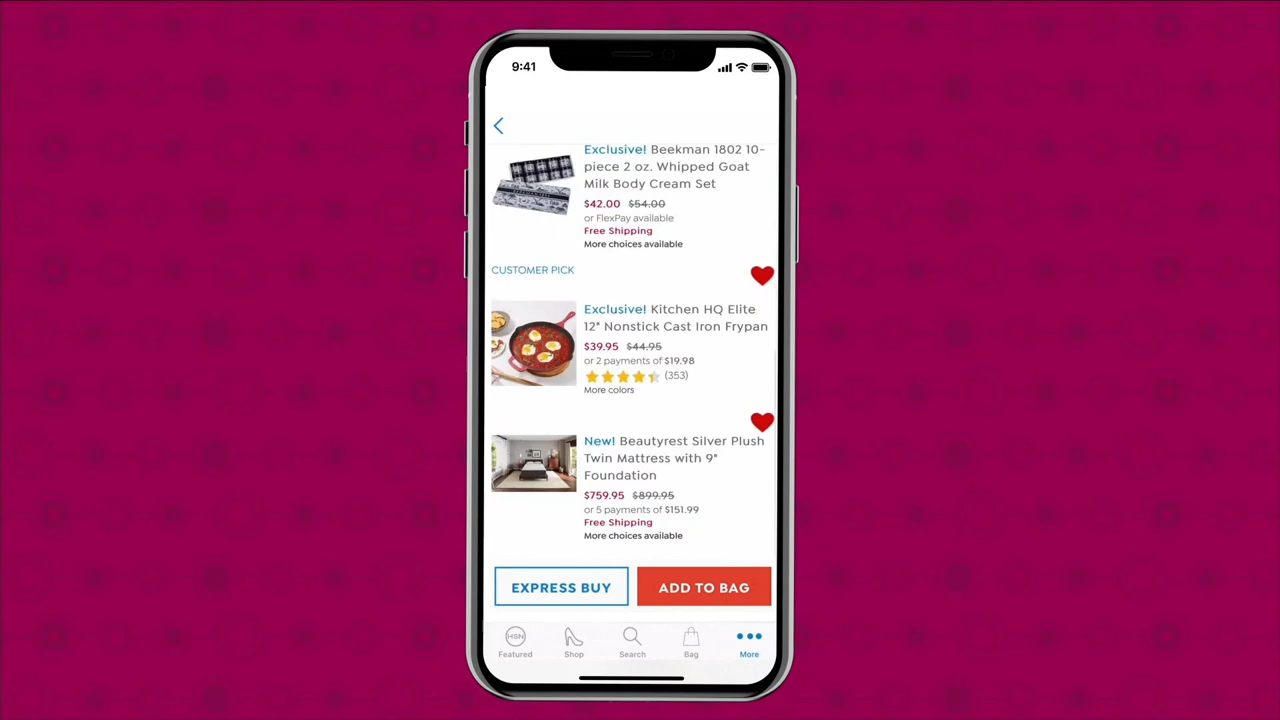 9:41
Exclusive! Beekman 1802 10-
piece 2 oz. Whipped Goat
Milk Body Cream Set
$42.00 $54.00
or FlexPay available
Free Shipping
More choices available
CUSTOMER PICK
Exclusive! Kitchen HQ Elite
12" Nonstick Cast Iron Frypan
$39.95 $44.95
or 2 payments of $19.98
(353)
More colors
New! Beautyrest Silver Plush
Twin Mattress with 9"
Foundation
$759.95 $899.95
or 5 payments of $151.99
Free Shipping
More choices available
EXPRESS BUY ADD TO BAG
HSN
Featured Shop Search Bag More